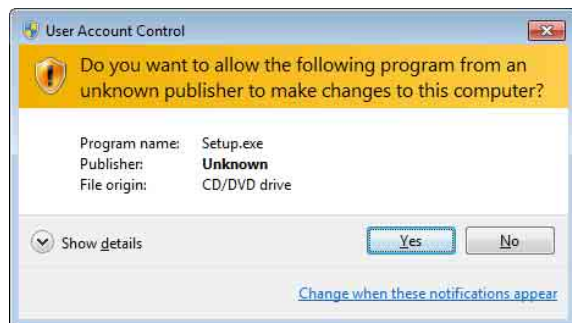 User Account Control
Do you want to allow the following program from an
unknown publisher to make changes to this computer?
Program name: Setup.exe
Publisher: Unknown
File origin: CD/DVD drive
Show details
Yes
No
Change when these notifications appear